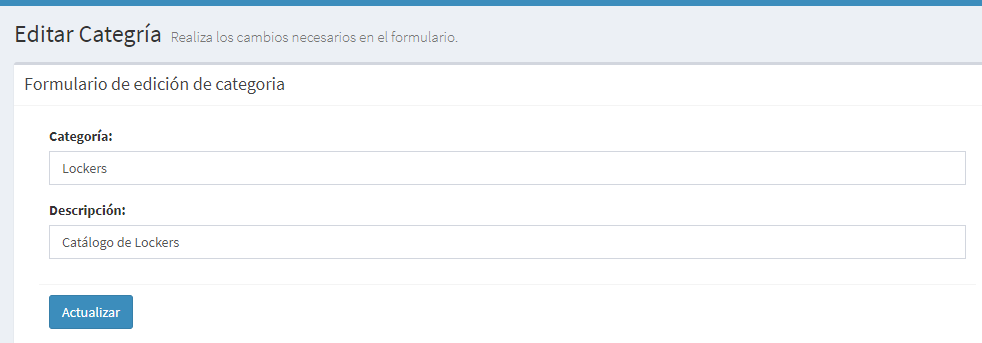 Editar Categría Realiza los cambios necesarios en el formulario.
Formulario de edición de categoria
Categoría:
Lockers
Descripción:
Catálogo de Lockers
Actualizar